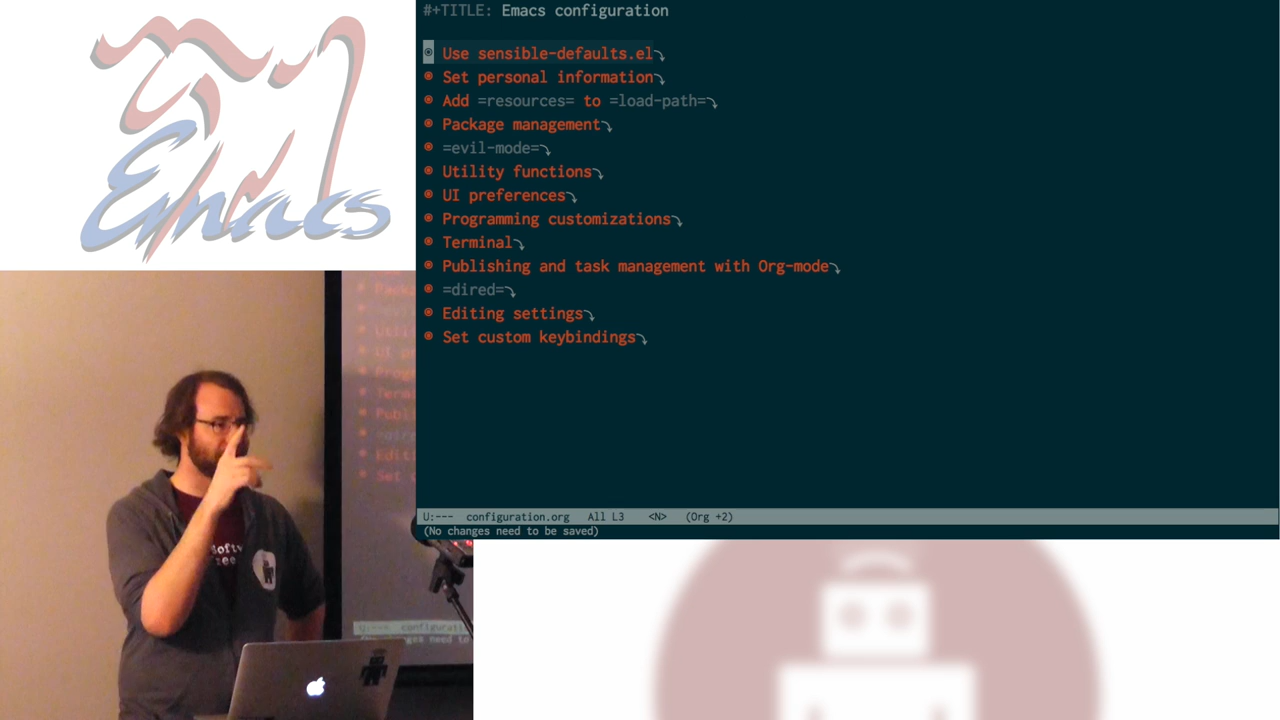 Emacs
#+TITLE: Emacs configuration
Use sensible-defaults.el
Set personal information
Add =resources= to =load-path=
Package management
=evil-mode=
Utility functions
UI preferences
Programming customizations
Terminal
Publishing and task management with Org-mode
=dired=
Editing settings
Set custom keybindings
U:--- configuration.org All L3 <N> (Org +2)
(No changes need to be saved)